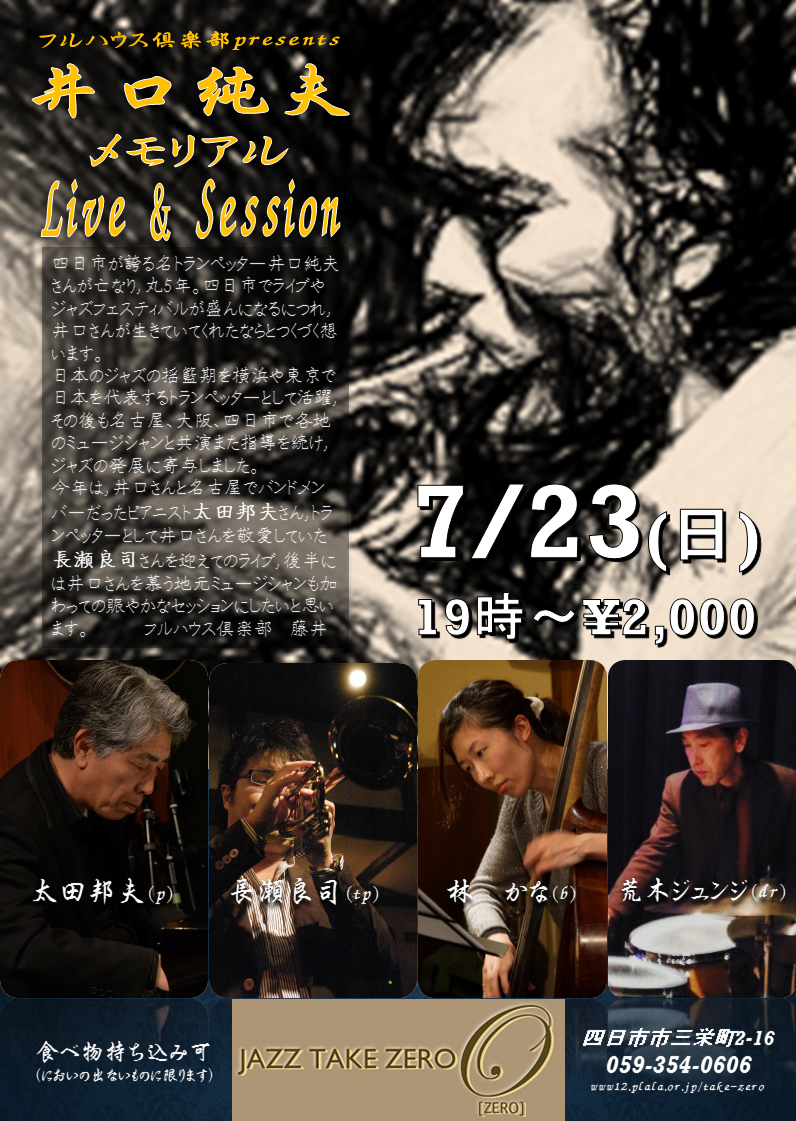 フルハウス倶楽部presents
井口純夫
メモリアル
Live & Session
四日市が誇る名トランペッター井口純夫
さんが亡なり,丸5年。四日市でライブや
ジャズフェスティバルが盛んになるにつれ,
井口さんが生きていてくれたならとつくづく想
います。
日本のジャズの揺籃期を横浜や東京で
日本を代表するトランペッターとして活躍,
その後も名古屋、大阪、四日市で各地
のミュージシャンと共演また指導を続け,
ジャズの発展に寄与しました。
今年は,井口さんと名古屋でバンドメン
バーだったピアニスト太田邦夫さん,トラ
ンペッターとして井口さんを敬愛していた
長瀬良司さんを迎えてのライブ,後半に
は井口さんを慕う地元ミュージシャンも加
わっての賑やかなセッションにしたいと思い
ます。 フルハウス倶楽部 藤井
7/23(日)
19時～¥2,000
太田邦夫(p)
長瀬良司(tp)
林 かな(b)
荒木ジュンジ(dr)
食べ物持ち込み可
(においの出ないものに限ります)
JAZZ TAKE ZERO
[ZERO]
四日市市三栄町2-16
059-354-0606
www12.plala.or.jp/take-zero